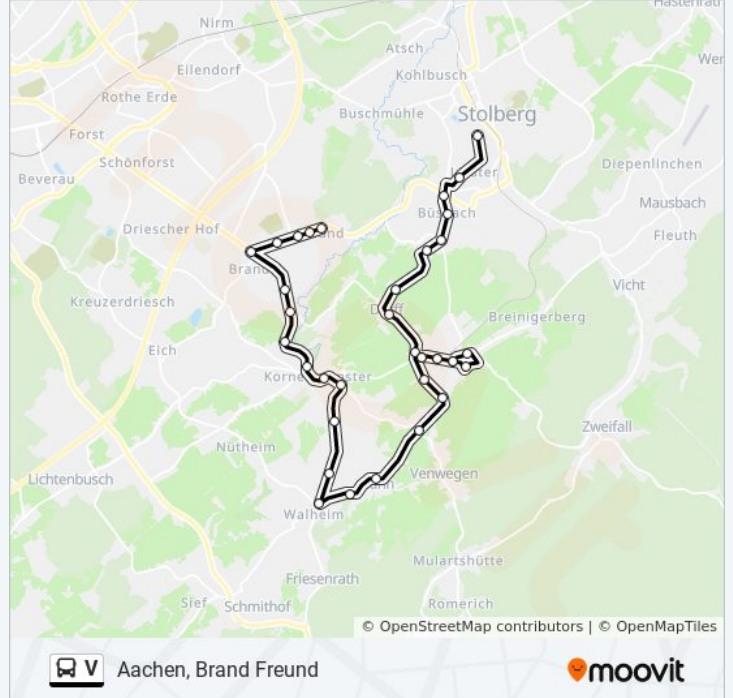 Hastenrath
Nirm
Atsch
Eilendorf
Kohlbusch
Rothe Erde
Buschmühle
Stolberg
Forst
Schönforst
Diepenlinchen
Beverau
Mausbach
Driescher Hof
Fleuth
Brand
Vicht
Kreuzerdriesch
Breinigerberg
Eich
Zweifall
Nütheim
Venwegen
Lichtenbusch
Walheim
Mulartshütte
Friesenrath
Sief
Schmithof
Romerich
© OpenStreetMap contributors | © OpenMapTiles
V Aachen, Brand Freund
moovit